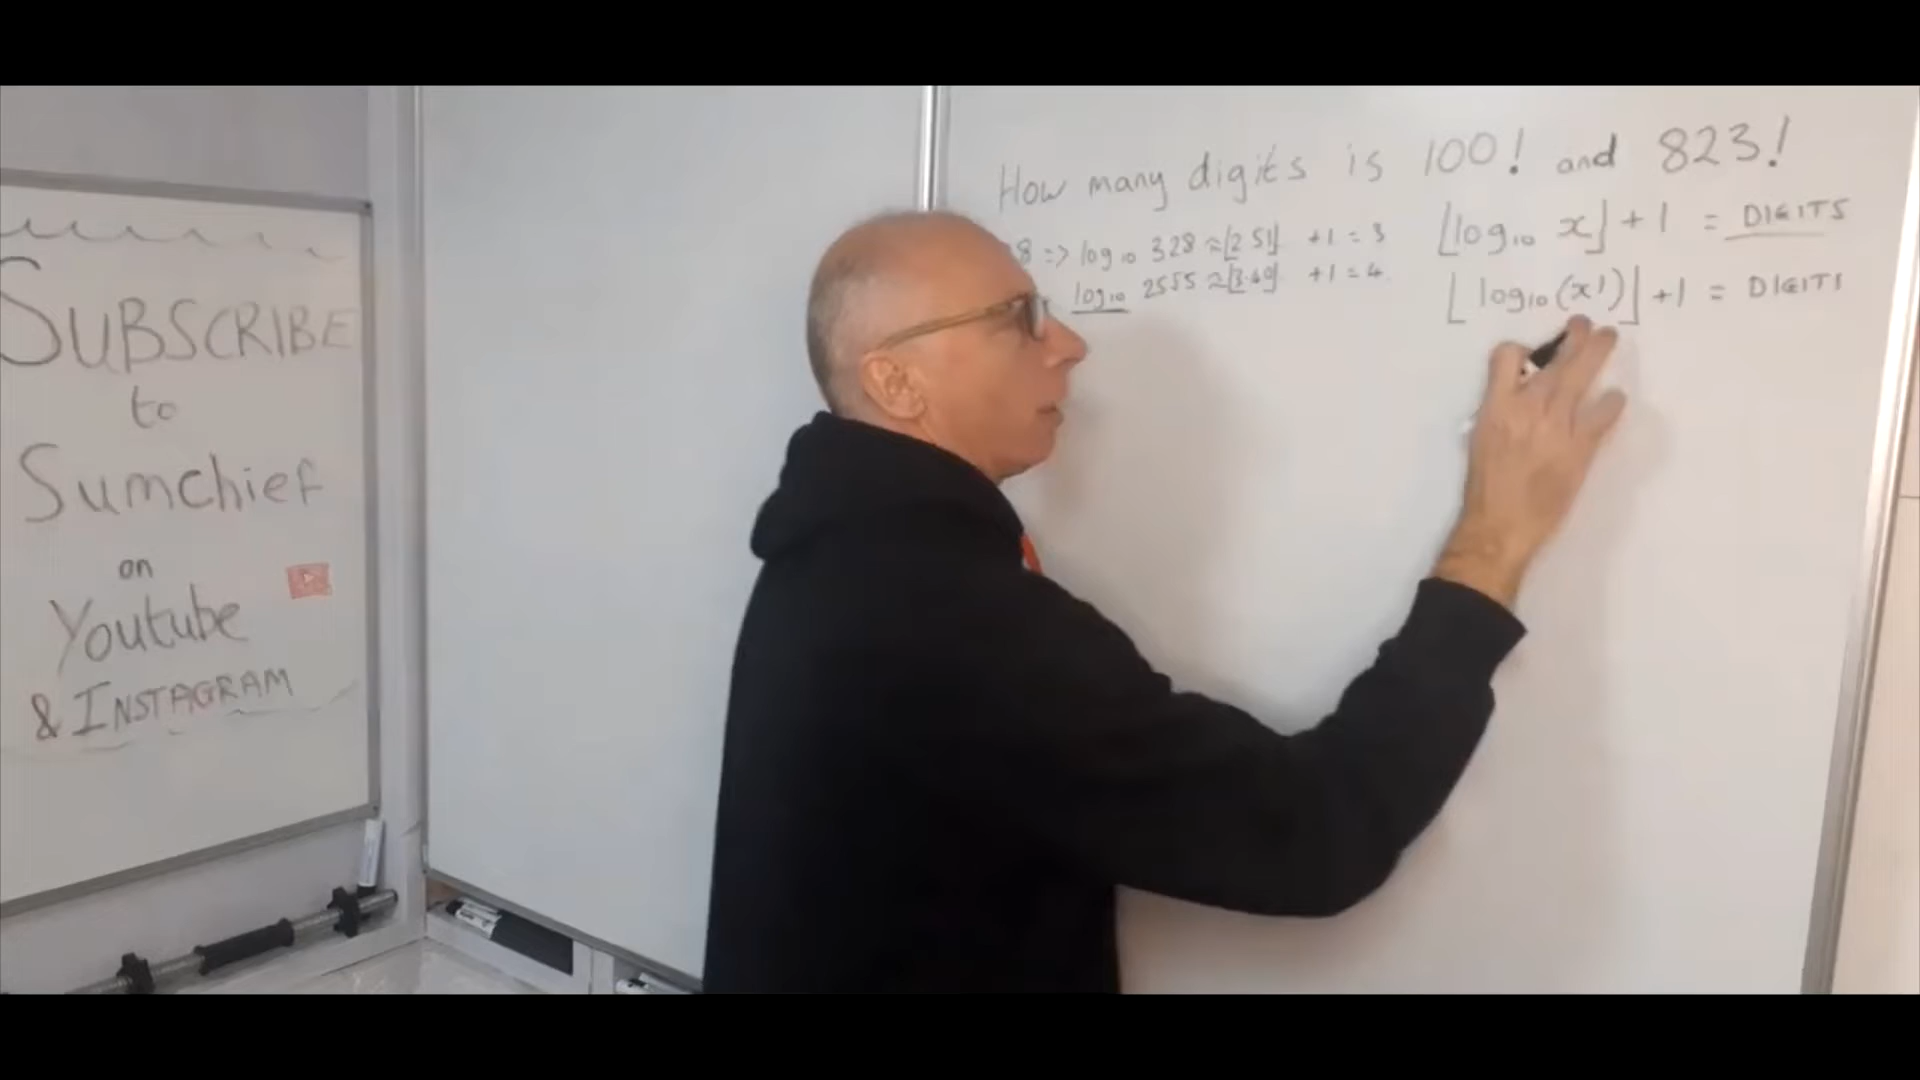 SUBSCRIBE
to
Sumchief
on
Youtube
& INSTAGRAM
How many digits is 100! and 823!
8 => log10 328 ≈ ⌊2.51⌋ +1 = 3
log10 2555 ≈ ⌊3.40⌋ +1 = 4
⌊log10 x⌋ + 1 = DIGITS
⌊log10 (x!)⌋ + 1 = DIGITS